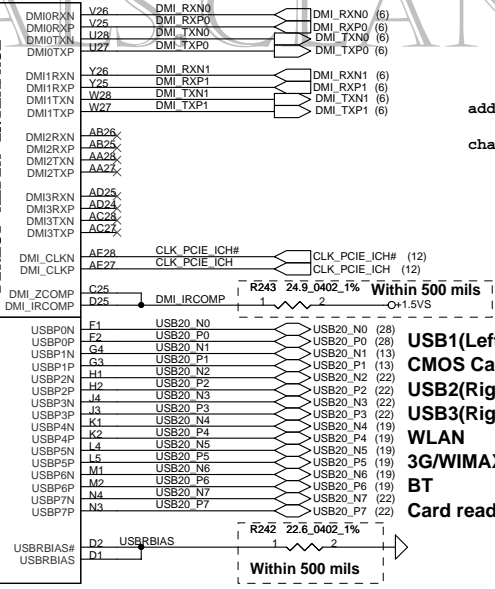 DMI0RXN V26 DMI_RXN0 DMI_RXN0 (6)
DMI0RXP V25 DMI_RXP0 DMI_RXP0 (6)
DMI0TXN U28 DMI_TXN0 DMI_TXN0 (6)
DMI0TXP U27 DMI_TXP0 DMI_TXP0 (6)
DMI1RXN Y26 DMI_RXN1 DMI_RXN1 (6)
DMI1RXP Y25 DMI_RXP1 DMI_RXP1 (6)
DMI1TXN W28 DMI_TXN1 DMI_TXN1 (6)
DMI1TXP W27 DMI_TXP1 DMI_TXP1 (6)
add
cha
DMI2RXN AB26
DMI2RXP AB25
DMI2TXN AA28
DMI2TXP AA27
DMI3RXN AD25
DMI3RXP AD24
DMI3TXN AC28
DMI3TXP AC27
DMI_CLKN AE28 CLK_PCIE_ICH# CLK_PCIE_ICH# (12)
DMI_CLKP AE27 CLK_PCIE_ICH CLK_PCIE_ICH (12)
R243 24.9_0402_1% Within 500 mils
DMI_ZCOMP C25
DMI_IRCOMP D25 DMI_IRCOMP 1 2 +1.5VS
USBP0N F1 USB20_N0 USB20_N0 (28)
USBP0P F2 USB20_P0 USB20_P0 (28) USB1(Left
USBP1N G4 USB20_N1 USB20_N1 (13)
USBP1P G3 USB20_P1 USB20_P1 (13) CMOS Ca
USBP2N H1 USB20_N2 USB20_N2 (22)
USBP2P H2 USB20_P2 USB20_P2 (22) USB2(Rig
USBP3N J4 USB20_N3 USB20_N3 (22)
USBP3P J3 USB20_P3 USB20_P3 (22) USB3(Rig
USBP4N K1 USB20_N4 USB20_N4 (19)
USBP4P K2 USB20_P4 USB20_P4 (19) WLAN
USBP5N L4 USB20_N5 USB20_N5 (19)
USBP5P L5 USB20_P5 USB20_P5 (19) 3G/WIMAX
USBP6N M1 USB20_N6 USB20_N6 (19)
USBP6P M2 USB20_P6 USB20_P6 (19) BT
USBP7N N4 USB20_N7 USB20_N7 (22)
USBP7P N3 USB20_P7 USB20_P7 (22) Card read
R242 22.6_0402_1%
USBRBIAS# D2 USBRBIAS 1 2
USBRBIAS D1
Within 500 mils